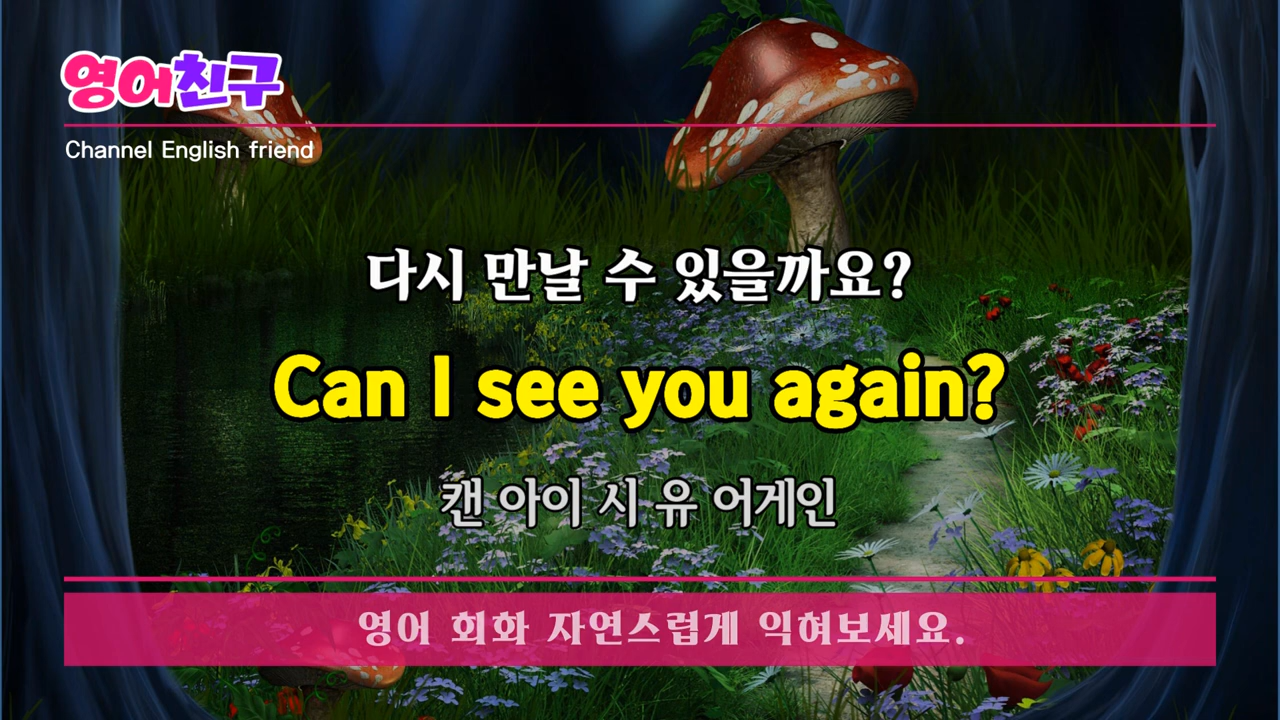 영어친구
Channel English friend
다시 만날 수 있을까요?
Can I see you again?
캔 아이 시 유 어게인
영어 회화 자연스럽게 익혀보세요.